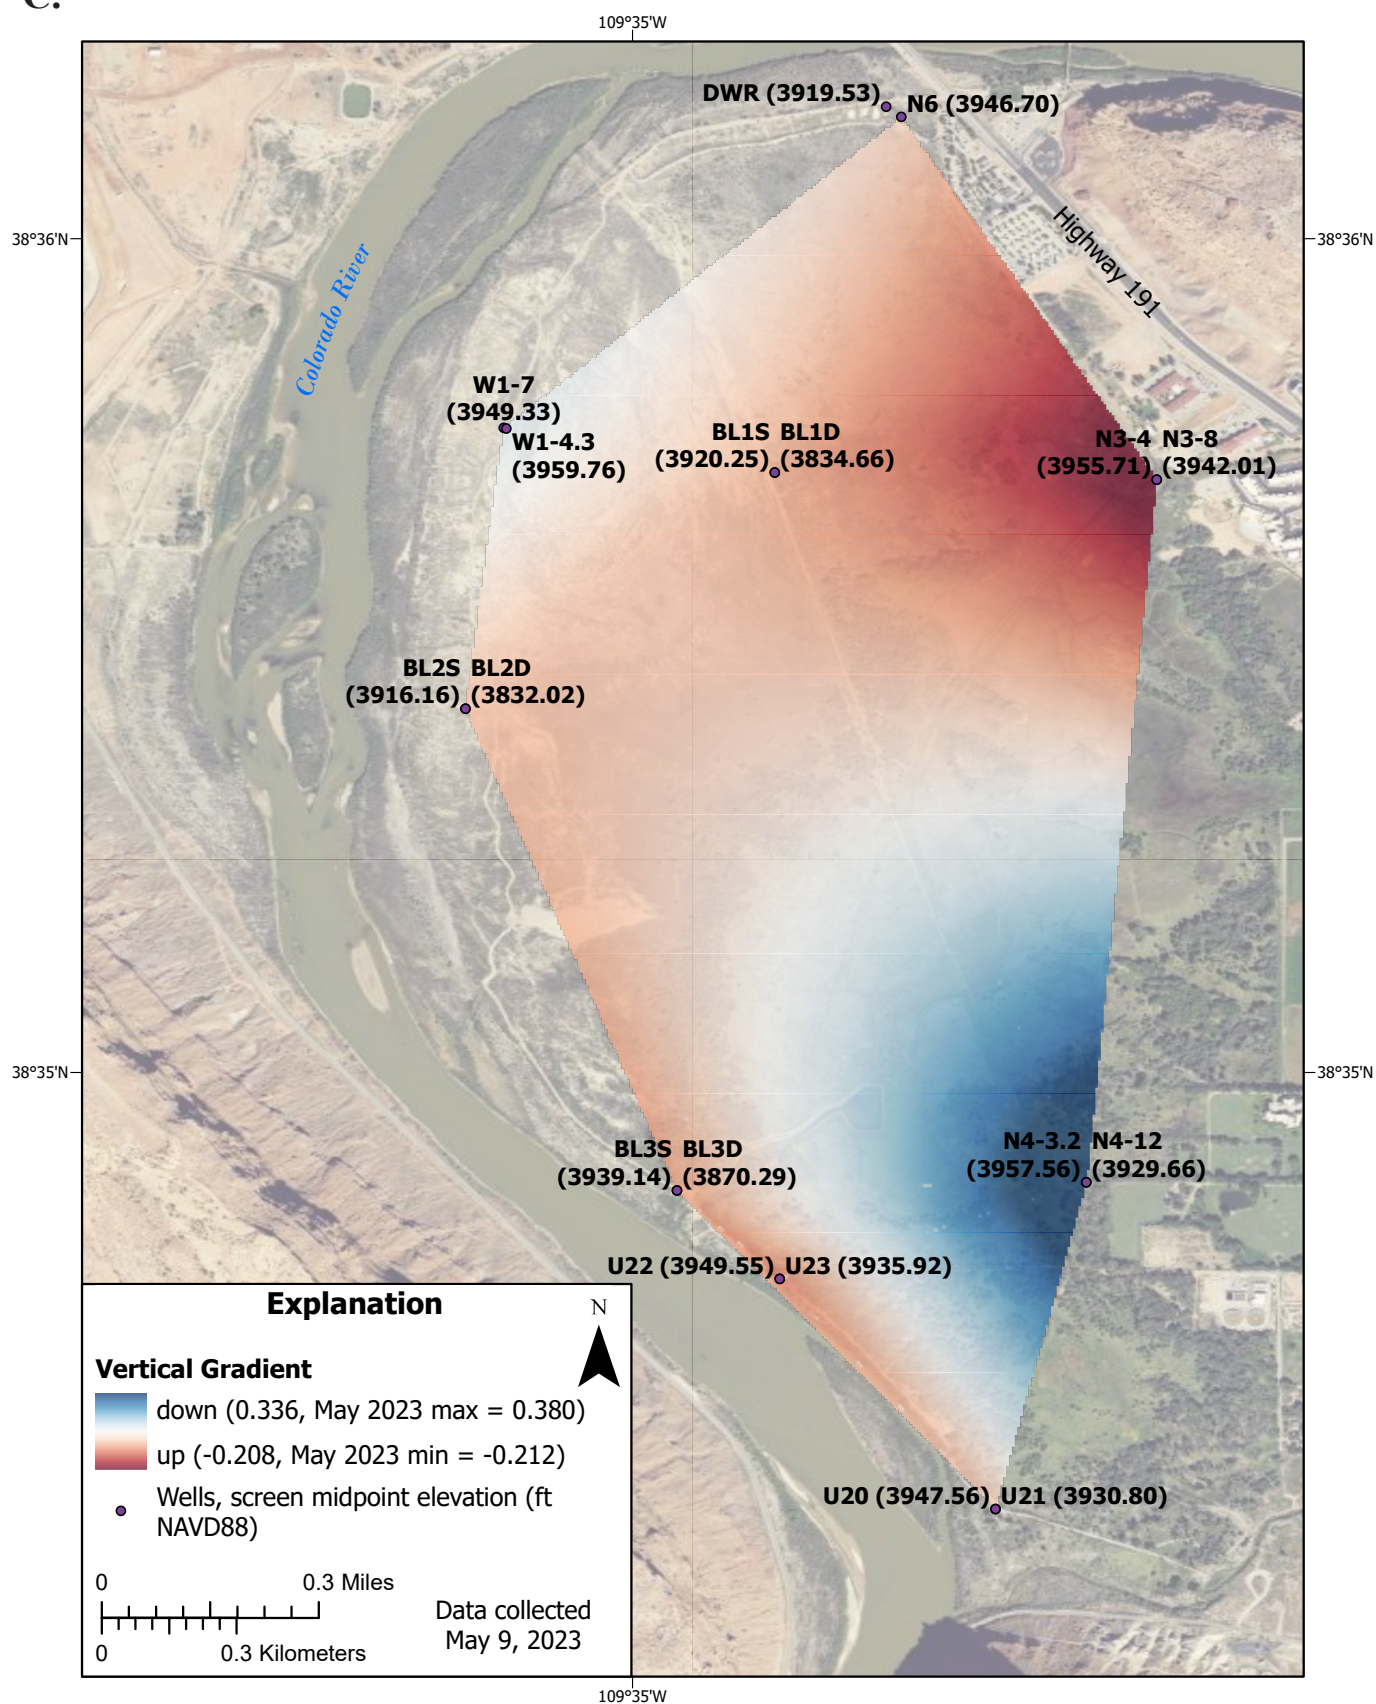 C.
109°35'W
DWR (3919.53)
N6 (3946.70)
38°36'N
38°36'N
Highway 191
Colorado River
W1-7
(3949.33)
W1-4.3
(3959.76)
BL1S BL1D
(3920.25) (3834.66)
N3-4 N3-8
(3955.71) (3942.01)
BL2S BL2D
(3916.16) (3832.02)
38°35'N
38°35'N
N4-3.2 N4-12
(3957.56) (3929.66)
BL3S BL3D
(3939.14) (3870.29)
U22 (3949.55) U23 (3935.92)
U20 (3947.56) U21 (3930.80)
Explanation
N
Vertical Gradient
down (0.336, May 2023 max = 0.380)
up (-0.208, May 2023 min = -0.212)
Wells, screen midpoint elevation (ft
NAVD88)
0 0.3 Miles
0 0.3 Kilometers
Data collected
May 9, 2023
109°35'W